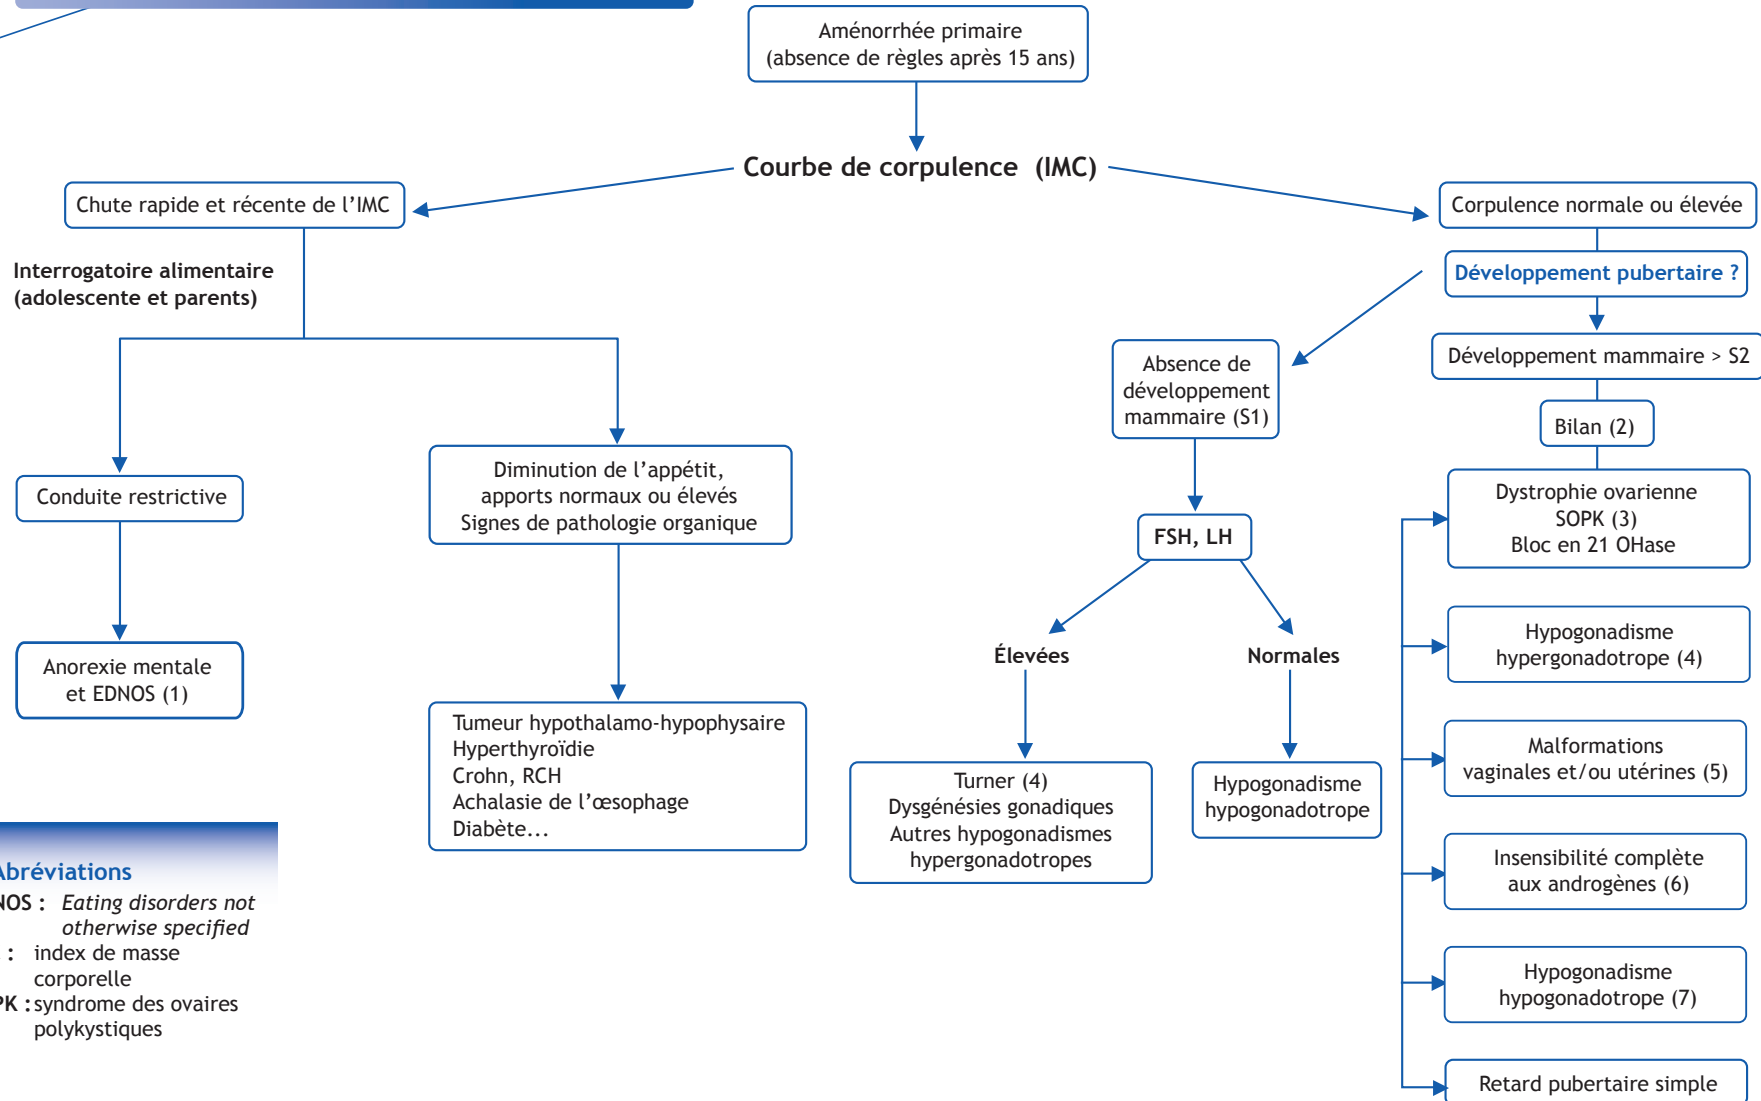 Aménorrhée primaire
(absence de règles après 15 ans)
Courbe de corpulence (IMC)
Chute rapide et récente de l’IMC
Interrogatoire alimentaire
(adolescente et parents)
Conduite restrictive
Anorexie mentale
et EDNOS (1)
Diminution de l’appétit,
apports normaux ou élevés
Signes de pathologie organique
Tumeur hypothalamo-hypophysaire
Hyperthyroïdie
Crohn, RCH
Achalasie de l’œsophage
Diabète...
Corpulence normale ou élevée
Développement pubertaire ?
Absence de
développement
mammaire (S1)
FSH, LH
Élevées
Normales
Turner (4)
Dysgénésies gonadiques
Autres hypogonadismes
hypergonadotropes
Hypogonadisme
hypogonadotrope
Développement mammaire > S2
Bilan (2)
Dystrophie ovarienne
SOPK (3)
Bloc en 21 OHase
Hypogonadisme
hypergonadotrope (4)
Malformations
vaginales et/ou utérines (5)
Insensibilité complète
aux androgènes (6)
Hypogonadisme
hypogonadotrope (7)
Retard pubertaire simple
Abréviations
NOS : Eating disorders not
otherwise specified
: index de masse
corporelle
PK : syndrome des ovaires
polykystiques